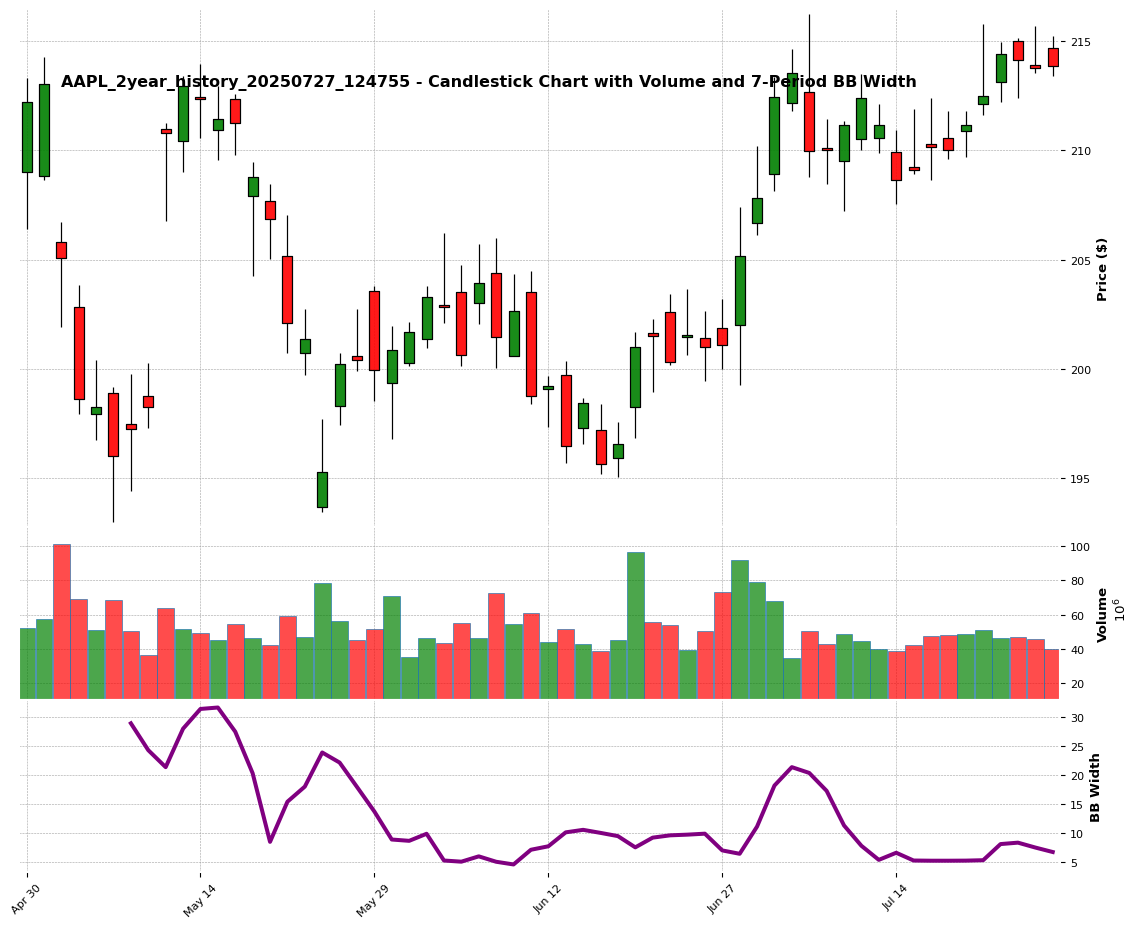 AAPL_2year_history_20250727_124755 - Candlestick Chart with Volume and 7-Period BB Width
215
210
205
200
195
Price ($)
100
80
60
40
20
Volume
10^6
30
25
20
15
10
5
BB Width
Apr 30
May 14
May 29
Jun 12
Jun 27
Jul 14